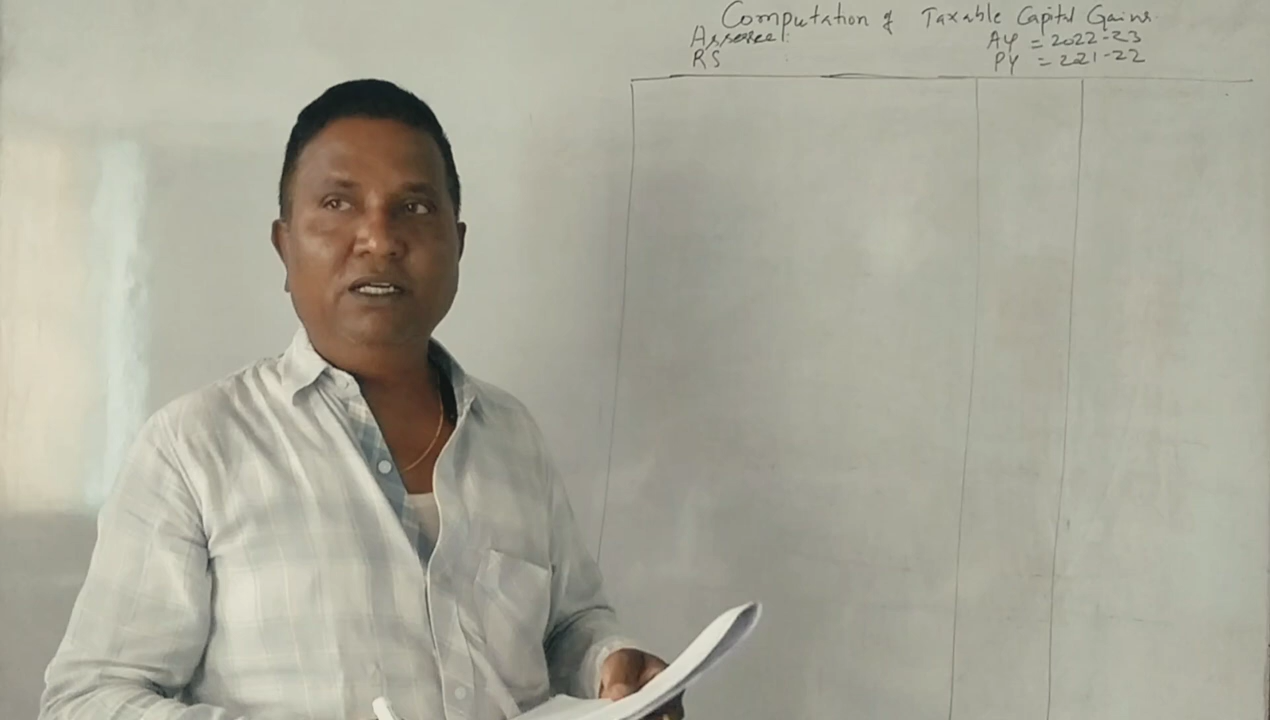 Computation of Taxable Capital Gains
Assessee: AY = 2022-23
RS : PY = 221-22